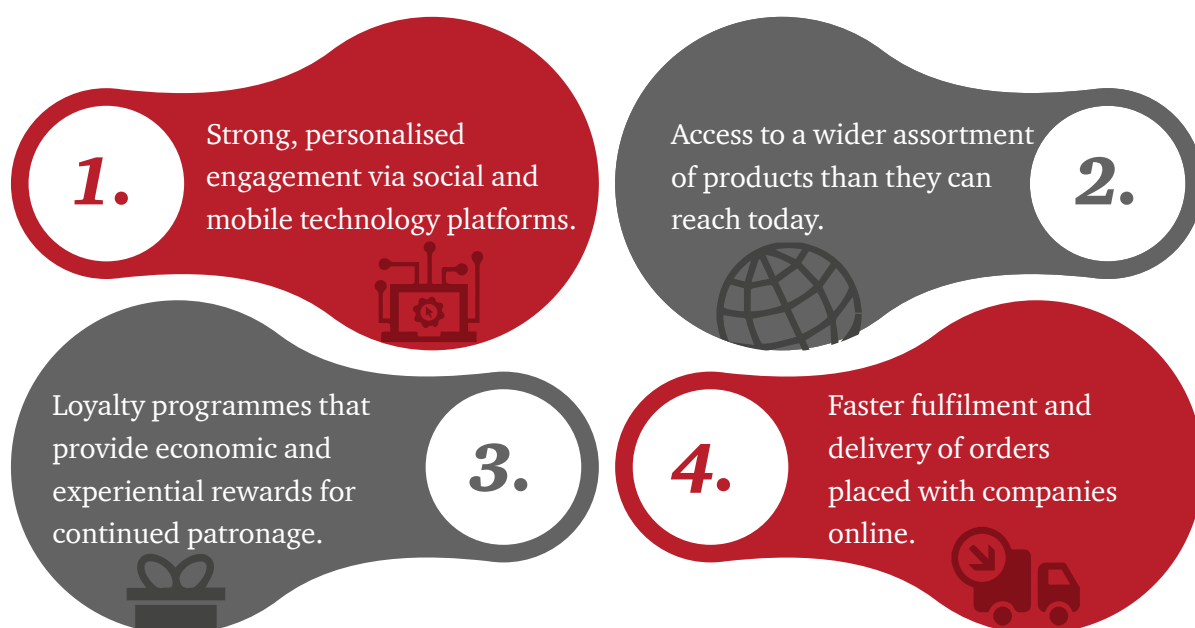 1.
Strong, personalised
engagement via social and
mobile technology platforms.
Access to a wider assortment
of products than they can
reach today.
2.
Loyalty programmes that
provide economic and
experiential rewards for
continued patronage.
3.
4.
Faster fulfilment and
delivery of orders
placed with companies
online.